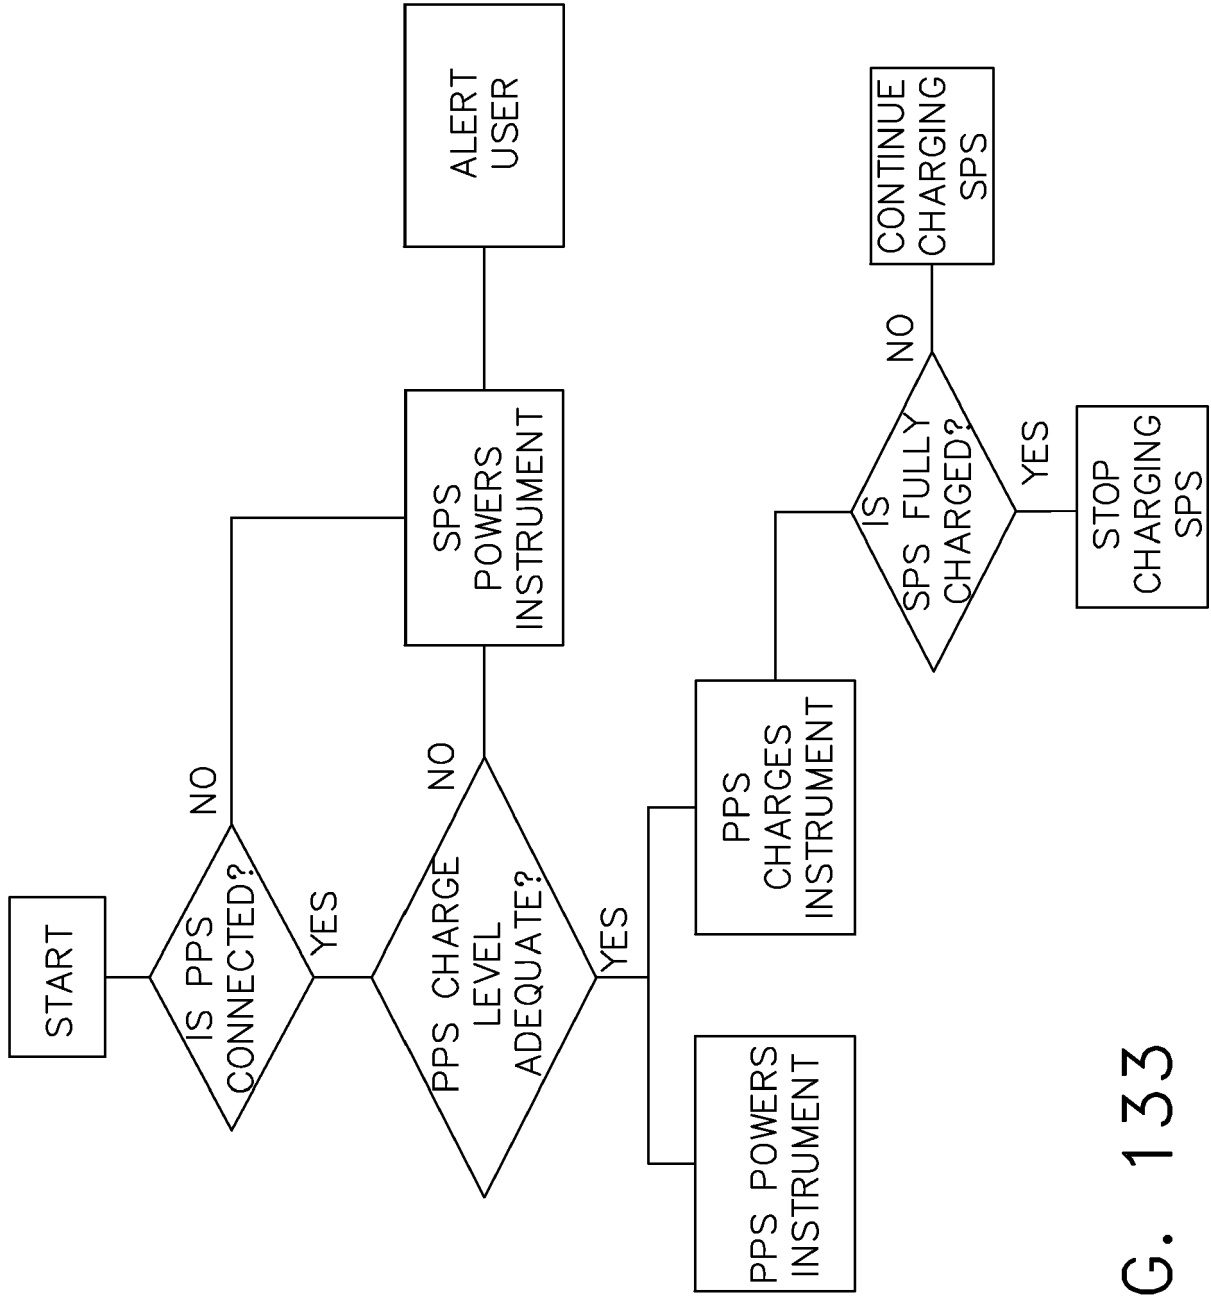 START
IS PPS
CONNECTED?
NO
YES
PPS CHARGE
LEVEL
ADEQUATE?
NO
YES
SPS
POWERS
INSTRUMENT
ALERT
USER
PPS POWERS
INSTRUMENT
PPS
CHARGES
INSTRUMENT
IS
SPS FULLY
CHARGED?
NO
YES
CONTINUE
CHARGING
SPS
STOP
CHARGING
SPS
G. 133